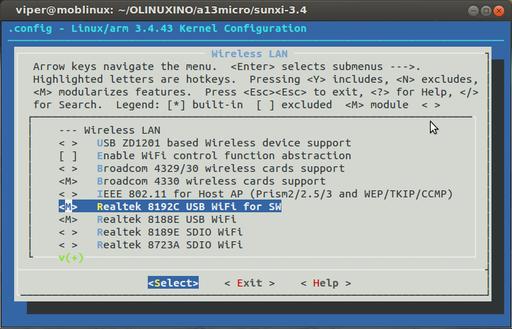 viper@moblinux: ~/OLINUXINO/a13micro/sunxi-3.4
.config - Linux/arm 3.4.43 Kernel Configuration
Wireless LAN
Arrow keys navigate the menu.  <Enter> selects submenus --->.
Highlighted letters are hotkeys.  Pressing <Y> includes, <N> excludes,
<M> modularizes features.  Press <Esc><Esc> to exit, <?> for Help, </>
for Search.  Legend: [*] built-in  [ ] excluded  <M> module  < >
--- Wireless LAN
< >   USB ZD1201 based Wireless device support
[ ]   Enable WiFi control function abstraction
< >   Broadcom 4329/30 wireless cards support
<M>   Broadcom 4330 wireless cards support
< >   IEEE 802.11 for Host AP (Prism2/2.5/3 and WEP/TKIP/CCMP)
<M>   Realtek 8192C USB WiFi for SW
<M>   Realtek 8188E USB WiFi
< >   Realtek 8189E SDIO WiFi
< >   Realtek 8723A SDIO WiFi
v(+)
<Select>    < Exit >    < Help >